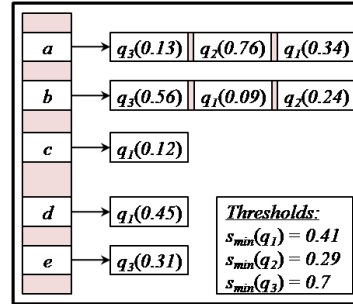 a q3(0.13) q2(0.76) q1(0.34)
b q3(0.56) q1(0.09) q2(0.24)
c q1(0.12)
d q1(0.45)
e q3(0.31)
Thresholds:
smin(q1) = 0.41
smin(q2) = 0.29
smin(q3) = 0.7